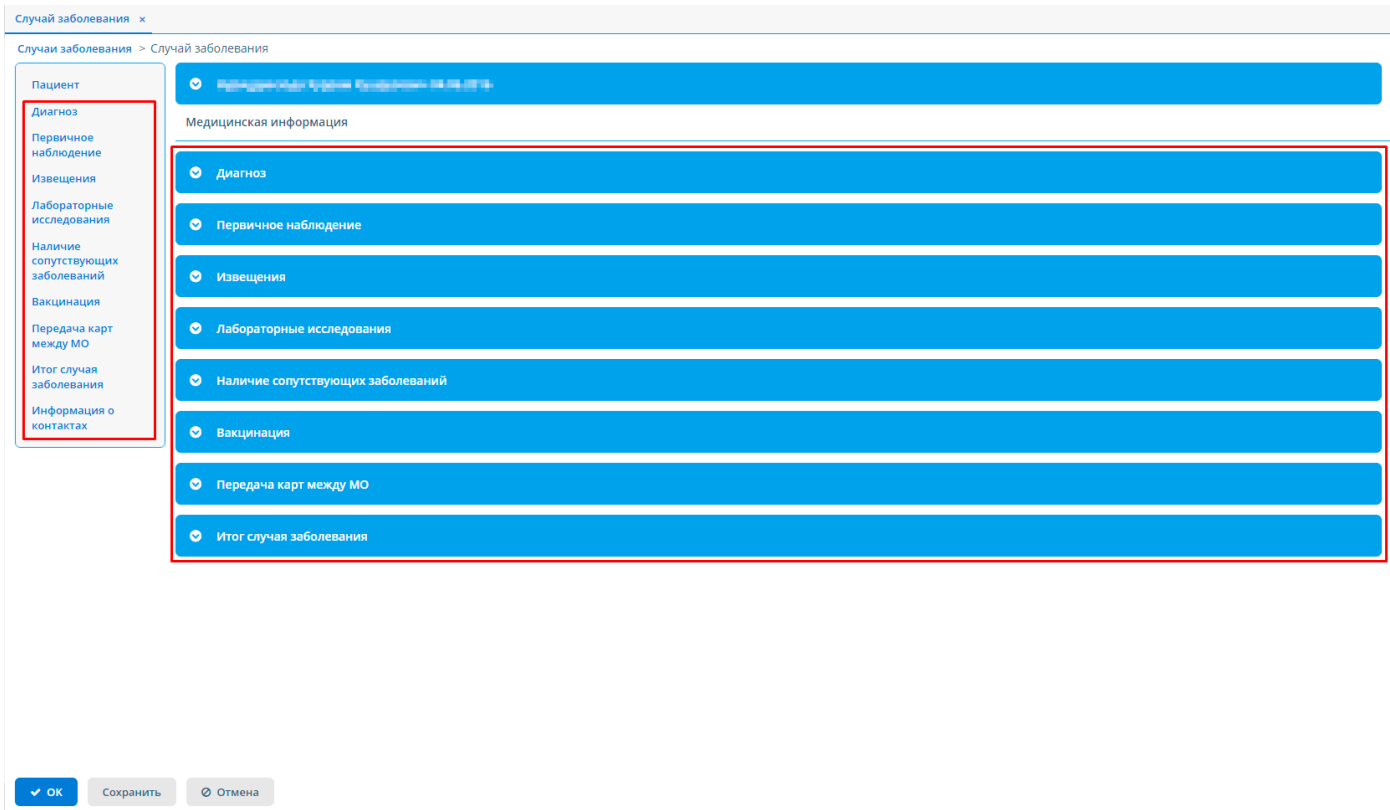 Случай заболевания ×
Случаи заболевания > Случай заболевания
Пациент
Диагноз
Первичное
наблюдение
Извещения
Лабораторные
исследования
Наличие
сопутствующих
заболеваний
Вакцинация
Передача карт
между МО
Итог случая
заболевания
Информация о
контактах
Медицинская информация
Диагноз
Первичное наблюдение
Извещения
Лабораторные исследования
Наличие сопутствующих заболеваний
Вакцинация
Передача карт между МО
Итог случая заболевания
ОК
Сохранить
Отмена